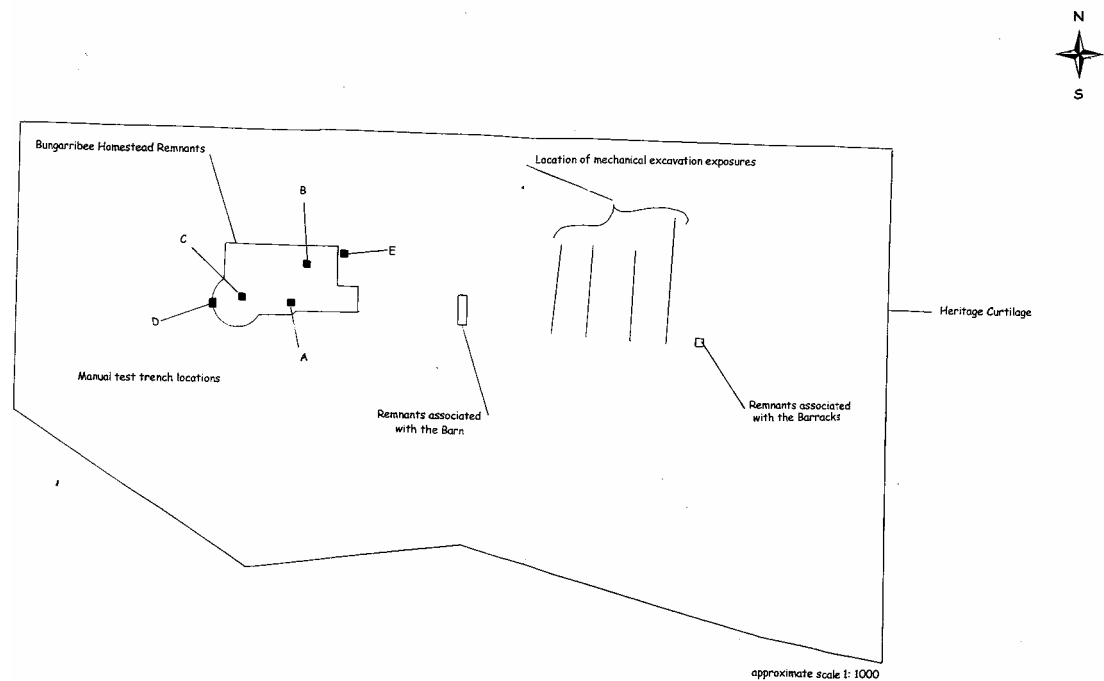 N
S
Bungarribee Homestead Remnants
Location of mechanical excavation exposures
B
C
E
D
A
Heritage Curtilage
Manual test trench locations
Remnants associated
with the Barn
Remnants associated
with the Barracks
approximate scale 1: 1000